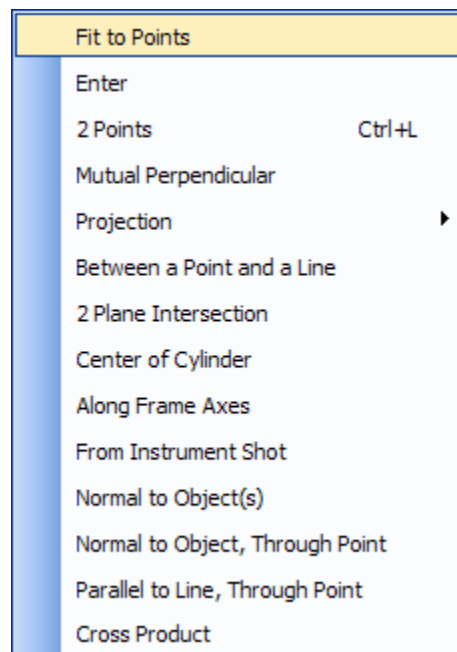 Fit to Points
Enter
2 Points Ctrl+L
Mutual Perpendicular
Projection
Between a Point and a Line
2 Plane Intersection
Center of Cylinder
Along Frame Axes
From Instrument Shot
Normal to Object(s)
Normal to Object, Through Point
Parallel to Line, Through Point
Cross Product